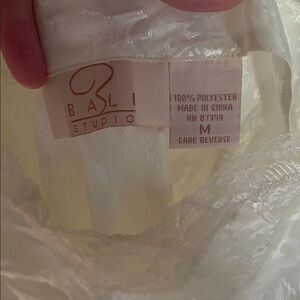 BALI
STUDIO
100% POLYESTER
MADE IN CHINA
RN 87359
M
CARE REVERSE